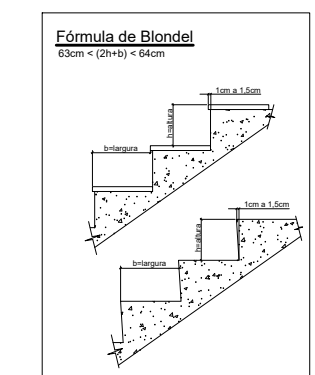 Fórmula de Blondel
63cm < (2h+b) < 64cm
1cm a 1,5cm
h=altura
b=largura
1cm a 1,5cm
h=altura
b=largura